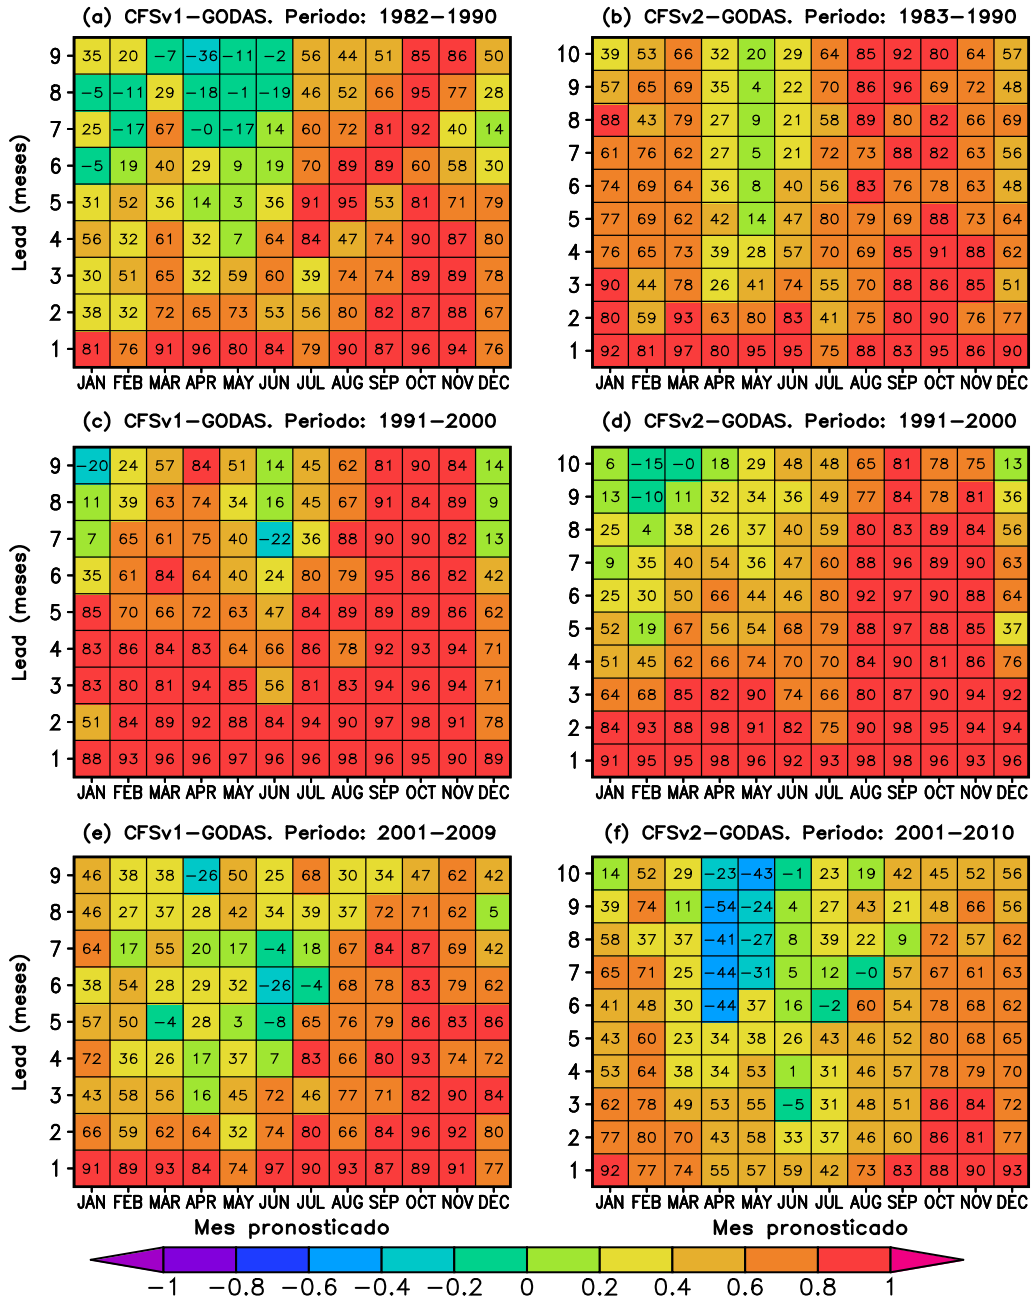 (a) CFSv1−GODAS. Periodo: 1982−1990
9 35 20 −7 −36 −11 −2 56 44 51 85 86 50
8 −5 −11 29 −18 −1 −19 46 52 66 95 77 28
7 25 −17 67 −0 −17 14 60 72 81 92 40 14
6 −5 19 40 29 9 19 70 89 89 60 58 30
5 31 52 36 14 3 36 91 95 53 81 71 79
4 56 32 61 32 7 64 84 47 74 90 87 80
3 30 51 65 32 59 60 39 74 74 89 89 78
2 38 32 72 65 73 53 56 80 82 87 88 67
1 81 76 91 96 80 84 79 90 87 96 94 76
JAN FEB MAR APR MAY JUN JUL AUG SEP OCT NOV DEC
Lead (meses)
(b) CFSv2−GODAS. Periodo: 1983−1990
10 39 53 66 32 20 29 64 85 92 80 64 57
9 57 65 69 35 4 22 70 86 96 69 72 48
8 88 43 79 27 9 21 58 89 80 82 66 69
7 61 76 62 27 5 21 72 73 88 82 63 56
6 74 69 64 36 8 40 56 83 76 78 63 48
5 77 69 62 42 14 47 80 79 69 88 73 64
4 76 65 73 39 28 57 70 69 85 91 88 62
3 90 44 78 26 41 74 55 70 88 86 85 51
2 80 59 93 63 80 83 41 75 80 90 76 77
1 92 81 97 80 95 95 75 88 83 95 86 90
JAN FEB MAR APR MAY JUN JUL AUG SEP OCT NOV DEC
(c) CFSv1−GODAS. Periodo: 1991−2000
9 −20 24 57 84 51 14 45 62 81 90 84 14
8 11 39 63 74 34 16 45 67 91 84 89 9
7 7 65 61 75 40 −22 36 88 90 90 82 13
6 35 61 84 64 40 24 80 79 95 86 82 42
5 85 70 66 72 63 47 84 89 89 89 86 62
4 83 86 84 83 64 66 86 78 92 93 94 71
3 83 80 81 94 85 56 81 83 94 96 94 71
2 51 84 89 92 88 84 94 90 97 98 91 78
1 88 93 96 96 97 96 96 98 96 95 90 89
JAN FEB MAR APR MAY JUN JUL AUG SEP OCT NOV DEC
Lead (meses)
(d) CFSv2−GODAS. Periodo: 1991−2000
10 6 −15 −0 18 29 48 48 65 81 78 75 13
9 13 −10 11 32 34 36 49 77 84 78 81 36
8 25 4 38 26 37 40 59 80 83 89 84 56
7 9 35 40 54 36 47 60 88 96 89 90 63
6 25 30 50 66 44 46 80 92 97 90 88 64
5 52 19 67 56 54 68 79 88 97 88 85 37
4 51 45 62 66 74 70 70 84 90 81 86 76
3 64 68 85 82 90 74 66 80 87 90 94 92
2 84 93 88 98 91 82 75 90 98 95 94 94
1 91 95 95 98 96 92 93 98 98 92 93 96
JAN FEB MAR APR MAY JUN JUL AUG SEP OCT NOV DEC
(e) CFSv1−GODAS. Periodo: 2001−2009
9 46 38 38 −26 50 25 68 30 34 47 62 42
8 46 27 37 28 42 34 39 37 72 71 62 5
7 64 17 55 20 17 −4 18 67 84 87 69 42
6 38 54 28 29 32 −26 −4 68 78 83 79 62
5 57 50 −4 28 3 −8 65 76 79 86 83 86
4 72 36 26 17 37 7 83 66 80 93 74 72
3 43 58 56 16 45 72 46 77 71 82 90 84
2 66 59 62 64 32 74 80 66 84 96 92 80
1 91 89 93 84 74 97 90 93 87 89 91 77
JAN FEB MAR APR MAY JUN JUL AUG SEP OCT NOV DEC
Lead (meses)
Mes pronosticado
(f) CFSv2−GODAS. Periodo: 2001−2010
10 14 52 29 −23 −43 −1 23 19 42 45 52 56
9 39 74 11 −54 −24 4 27 43 21 48 66 56
8 58 37 37 −41 −27 8 39 22 9 72 57 62
7 65 71 25 −44 −31 5 12 −0 57 67 61 63
6 41 48 30 −44 37 16 −2 60 54 78 68 62
5 43 60 23 34 38 26 43 46 52 80 68 65
4 53 64 38 34 53 1 31 46 57 78 79 70
3 62 78 49 53 55 −5 31 48 51 86 84 72
2 77 80 70 43 58 33 37 46 60 86 81 77
1 92 77 74 55 57 59 42 73 83 88 90 93
JAN FEB MAR APR MAY JUN JUL AUG SEP OCT NOV DEC
Mes pronosticado
−1 −0.8 −0.6 −0.4 −0.2 0 0.2 0.4 0.6 0.8 1